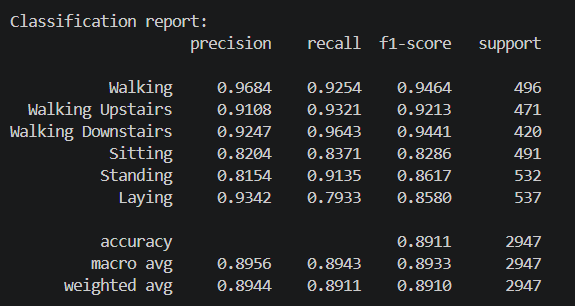 Classification report:
precision recall f1-score support
Walking 0.9684 0.9254 0.9464 496
Walking Upstairs 0.9108 0.9321 0.9213 471
Walking Downstairs 0.9247 0.9643 0.9441 420
Sitting 0.8204 0.8371 0.8286 491
Standing 0.8154 0.9135 0.8617 532
Laying 0.9342 0.7933 0.8580 537
accuracy 0.8911 2947
macro avg 0.8956 0.8943 0.8933 2947
weighted avg 0.8944 0.8911 0.8910 2947